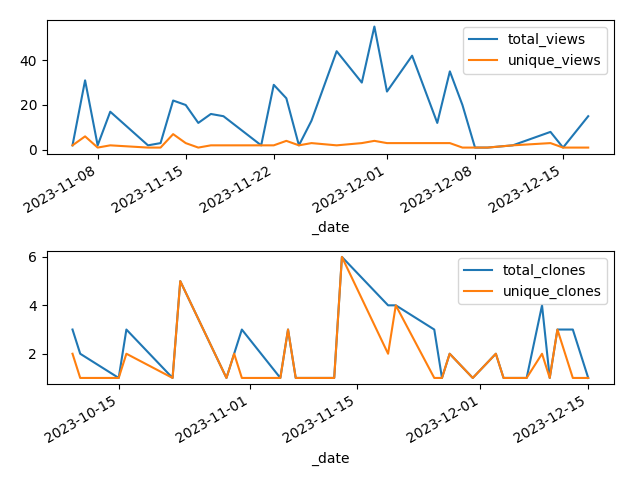 total_views
unique_views
40
20
0
2023-11-08
2023-11-15
2023-11-22
2023-12-01
2023-12-08
2023-12-15
_date
total_clones
unique_clones
6
4
2
2023-10-15
2023-11-01
2023-11-15
2023-12-01
2023-12-15
_date